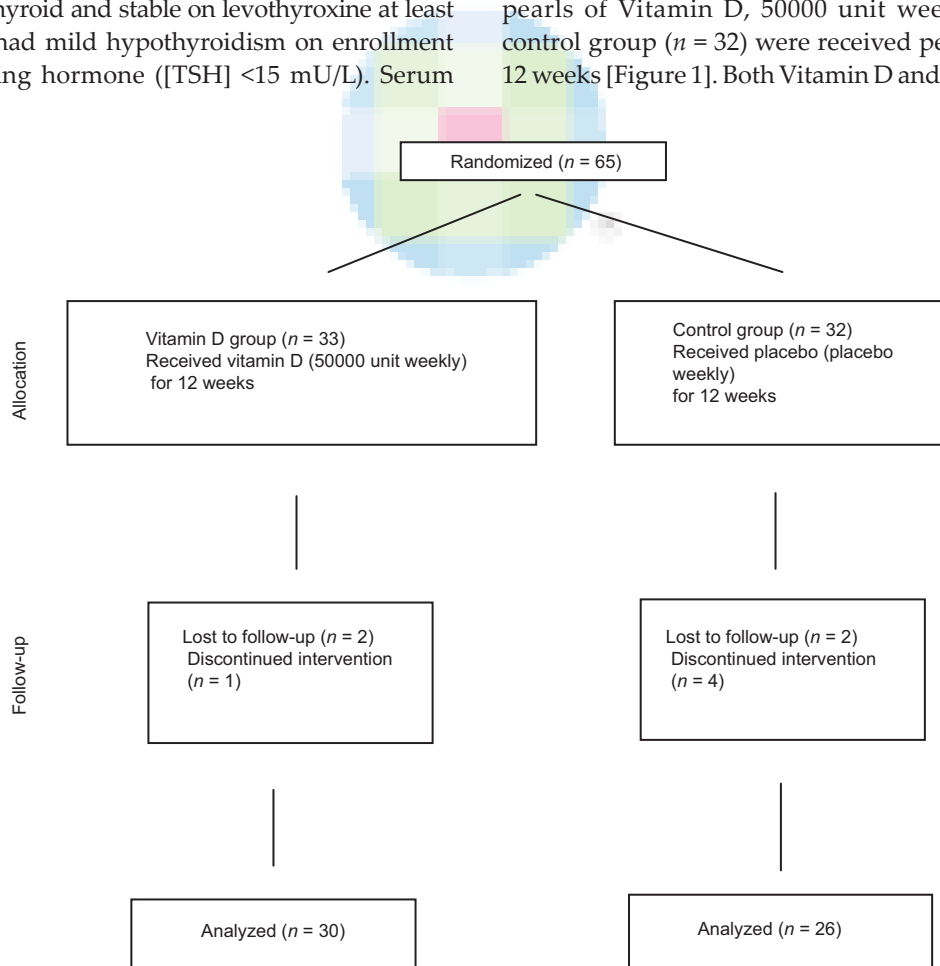 hyroid and stable on levothyroxine at least
had mild hypothyroidism on enrollment
ng hormone ([TSH] <15 mU/L). Serum
pearls of Vitamin D, 50000 unit wee
control group (n = 32) were received pe
12 weeks [Figure 1]. Both Vitamin D and
Randomized (n = 65)
Allocation
Vitamin D group (n = 33)
Received vitamin D (50000 unit weekly)
for 12 weeks
Control group (n = 32)
Received placebo (placebo
weekly)
for 12 weeks
Follow-up
Lost to follow-up (n = 2)
Discontinued intervention
(n = 1)
Lost to follow-up (n = 2)
Discontinued intervention
(n = 4)
Analyzed (n = 30)
Analyzed (n = 26)